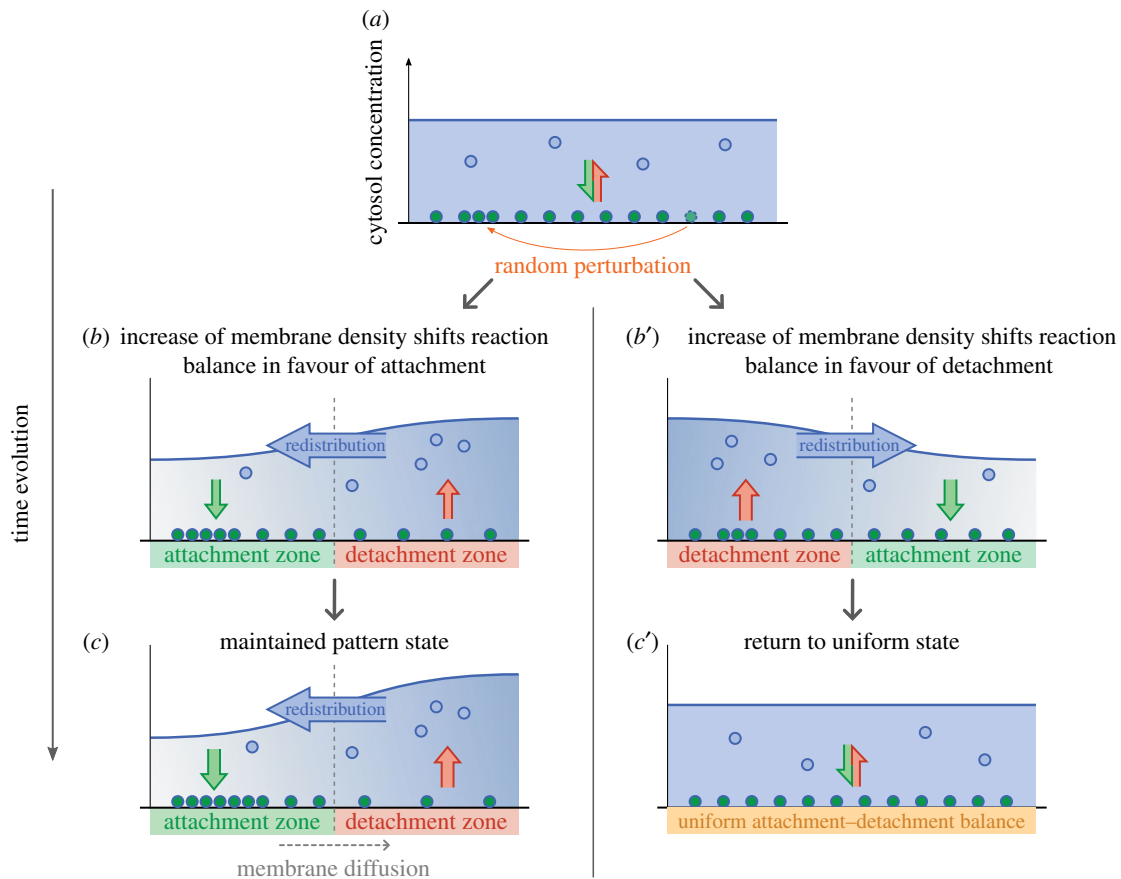 (a)
cytosol concentration
random perturbation
time evolution
(b) increase of membrane density shifts reaction
balance in favour of attachment
redistribution
attachment zone
detachment zone
(b′) increase of membrane density shifts reaction
balance in favour of detachment
redistribution
detachment zone
attachment zone
(c) maintained pattern state
redistribution
attachment zone
detachment zone
membrane diffusion
(c′) return to uniform state
uniform attachment–detachment balance